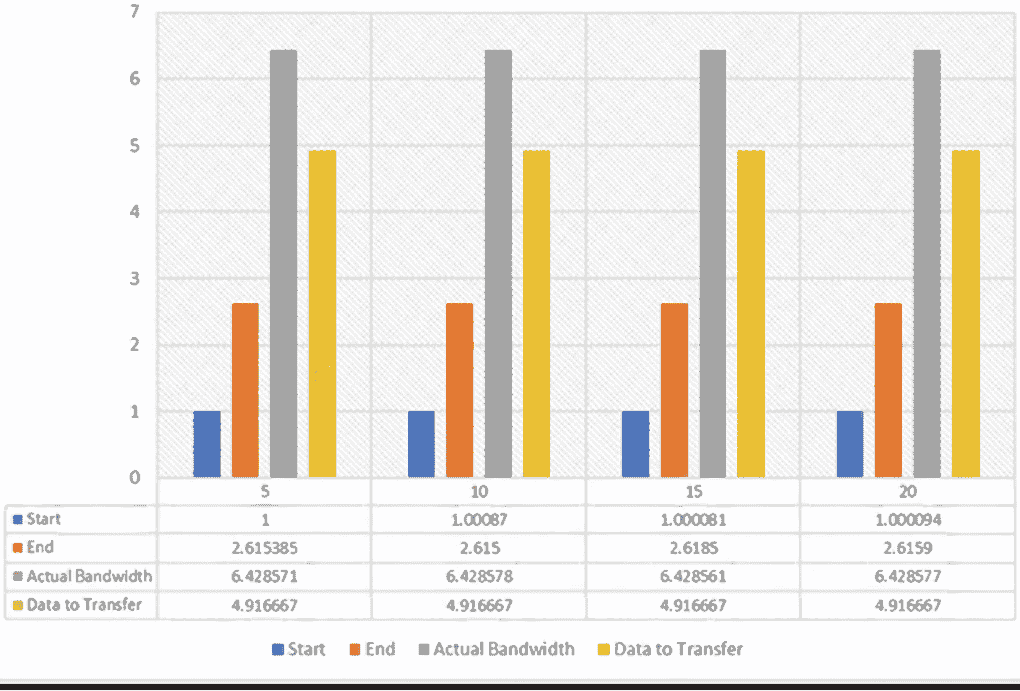 7
6
5
4
3
2
1
0
5 10 15 20
Start 1 1.00087 1.000081 1.000094
End 2.615385 2.615 2.6185 2.6159
Actual Bandwidth 6.428571 6.428578 6.428561 6.428577
Data to Transfer 4.916667 4.916667 4.916667 4.916667
Start End Actual Bandwidth Data to Transfer